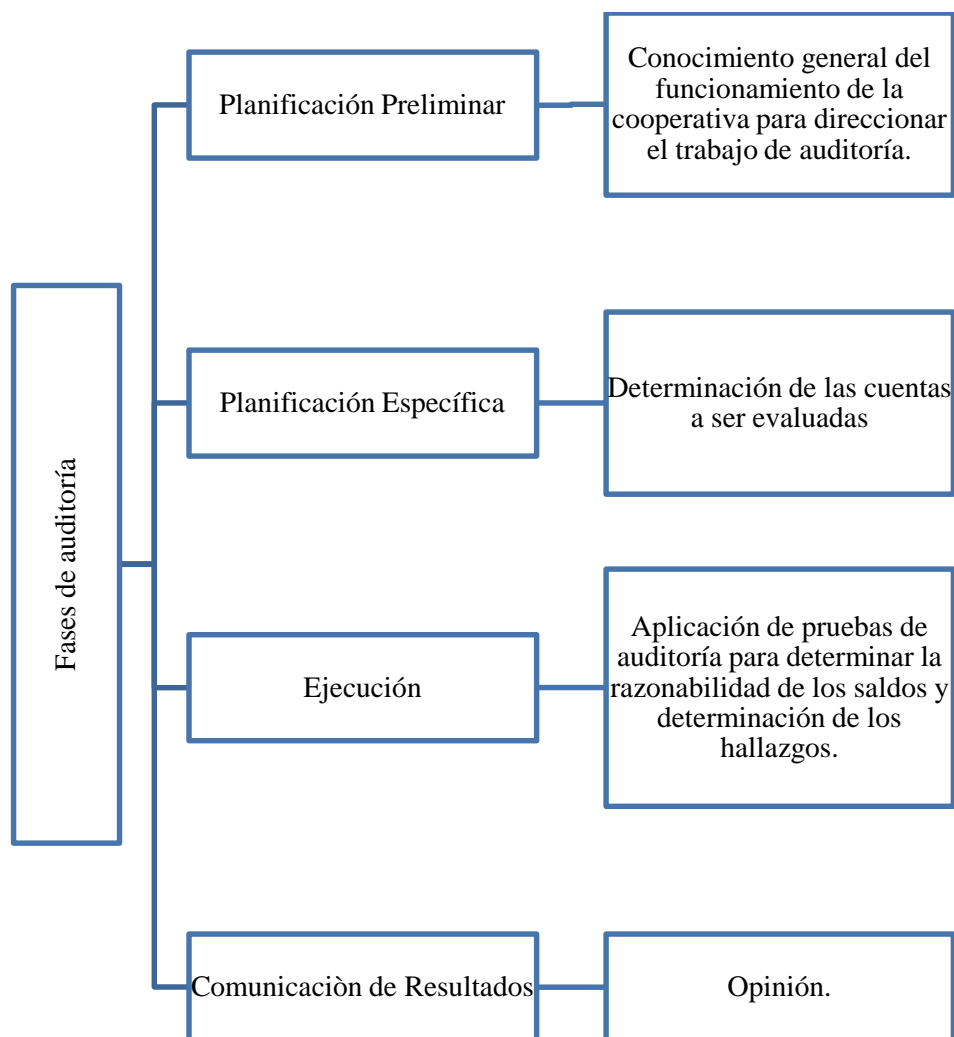 Fases de auditoría
Planificación Preliminar
Conocimiento general del
funcionamiento de la
cooperativa para direccionar
el trabajo de auditoría.
Planificación Específica
Determinación de las cuentas
a ser evaluadas
Ejecución
Aplicación de pruebas de
auditoría para determinar la
razonabilidad de los saldos y
determinación de los
hallazgos.
Comunicaciòn de Resultados
Opinión.